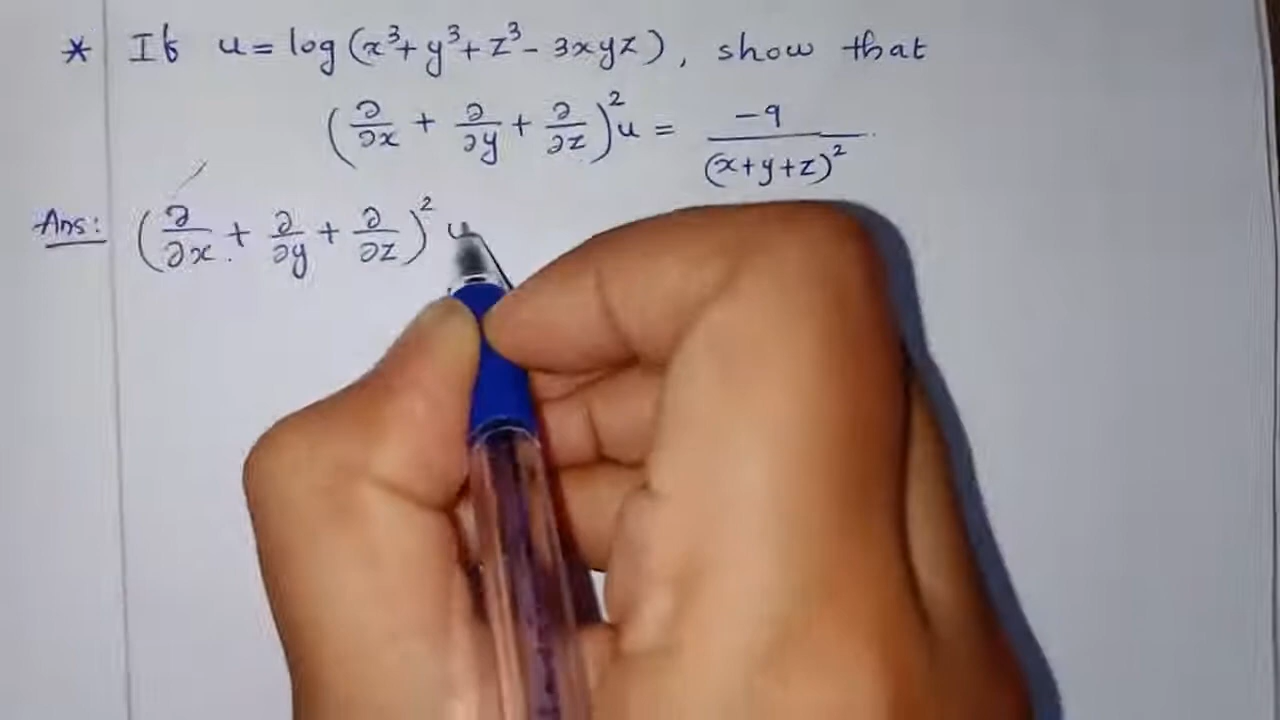 * If u = log (x³ + y³ + z³ - 3xyz), show that
(∂/∂x + ∂/∂y + ∂/∂z)² u = -9/(x+y+z)²
Ans: (∂/∂x + ∂/∂y + ∂/∂z)² u